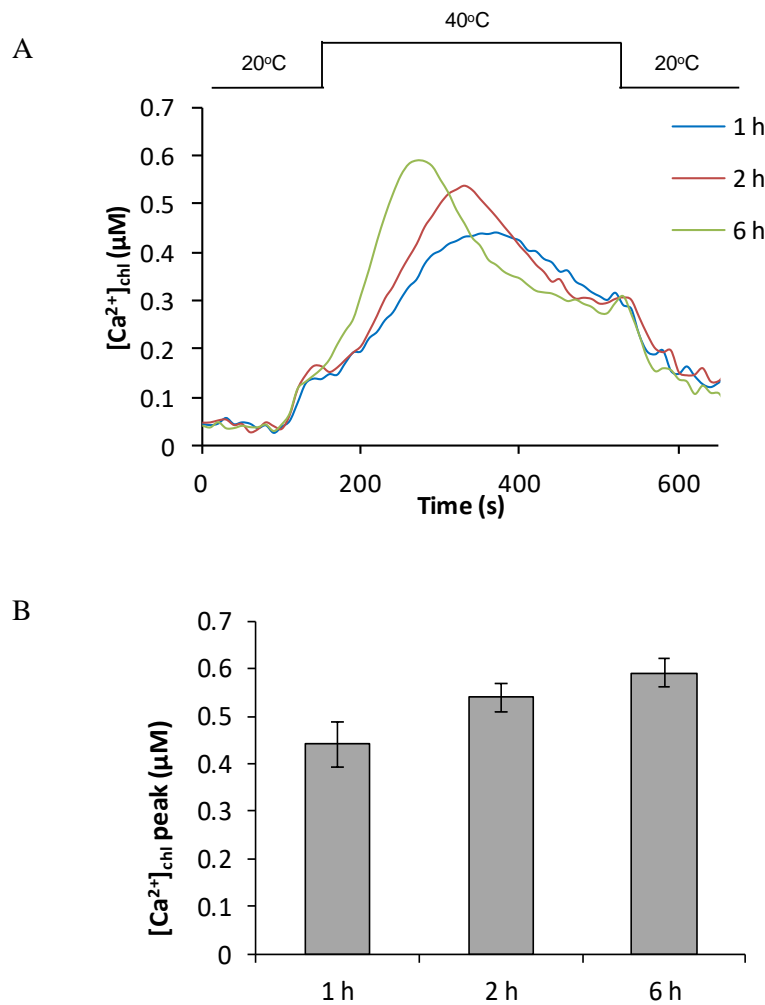 A
40°C
20°C
20°C
0.7
0.6
0.5
0.4
0.3
0.2
0.1
0
[Ca²⁺]chl (µM)
0
200
400
600
Time (s)
1 h
2 h
6 h
B
0.7
0.6
0.5
0.4
0.3
0.2
0.1
0
[Ca²⁺]chl peak (µM)
1 h
2 h
6 h